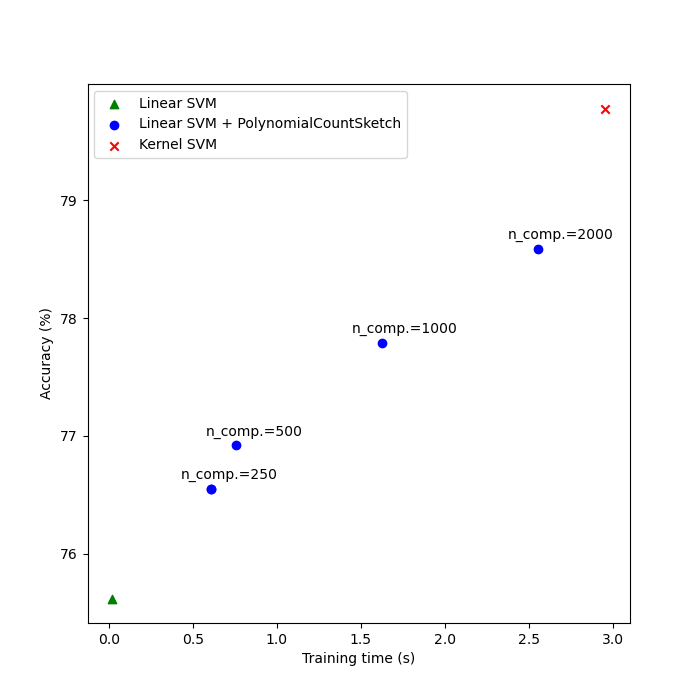 Linear SVM
Linear SVM + PolynomialCountSketch
Kernel SVM
79
n_comp.=2000
78
n_comp.=1000
Accuracy (%)
77
n_comp.=500
n_comp.=250
76
0.0 0.5 1.0 1.5 2.0 2.5 3.0
Training time (s)